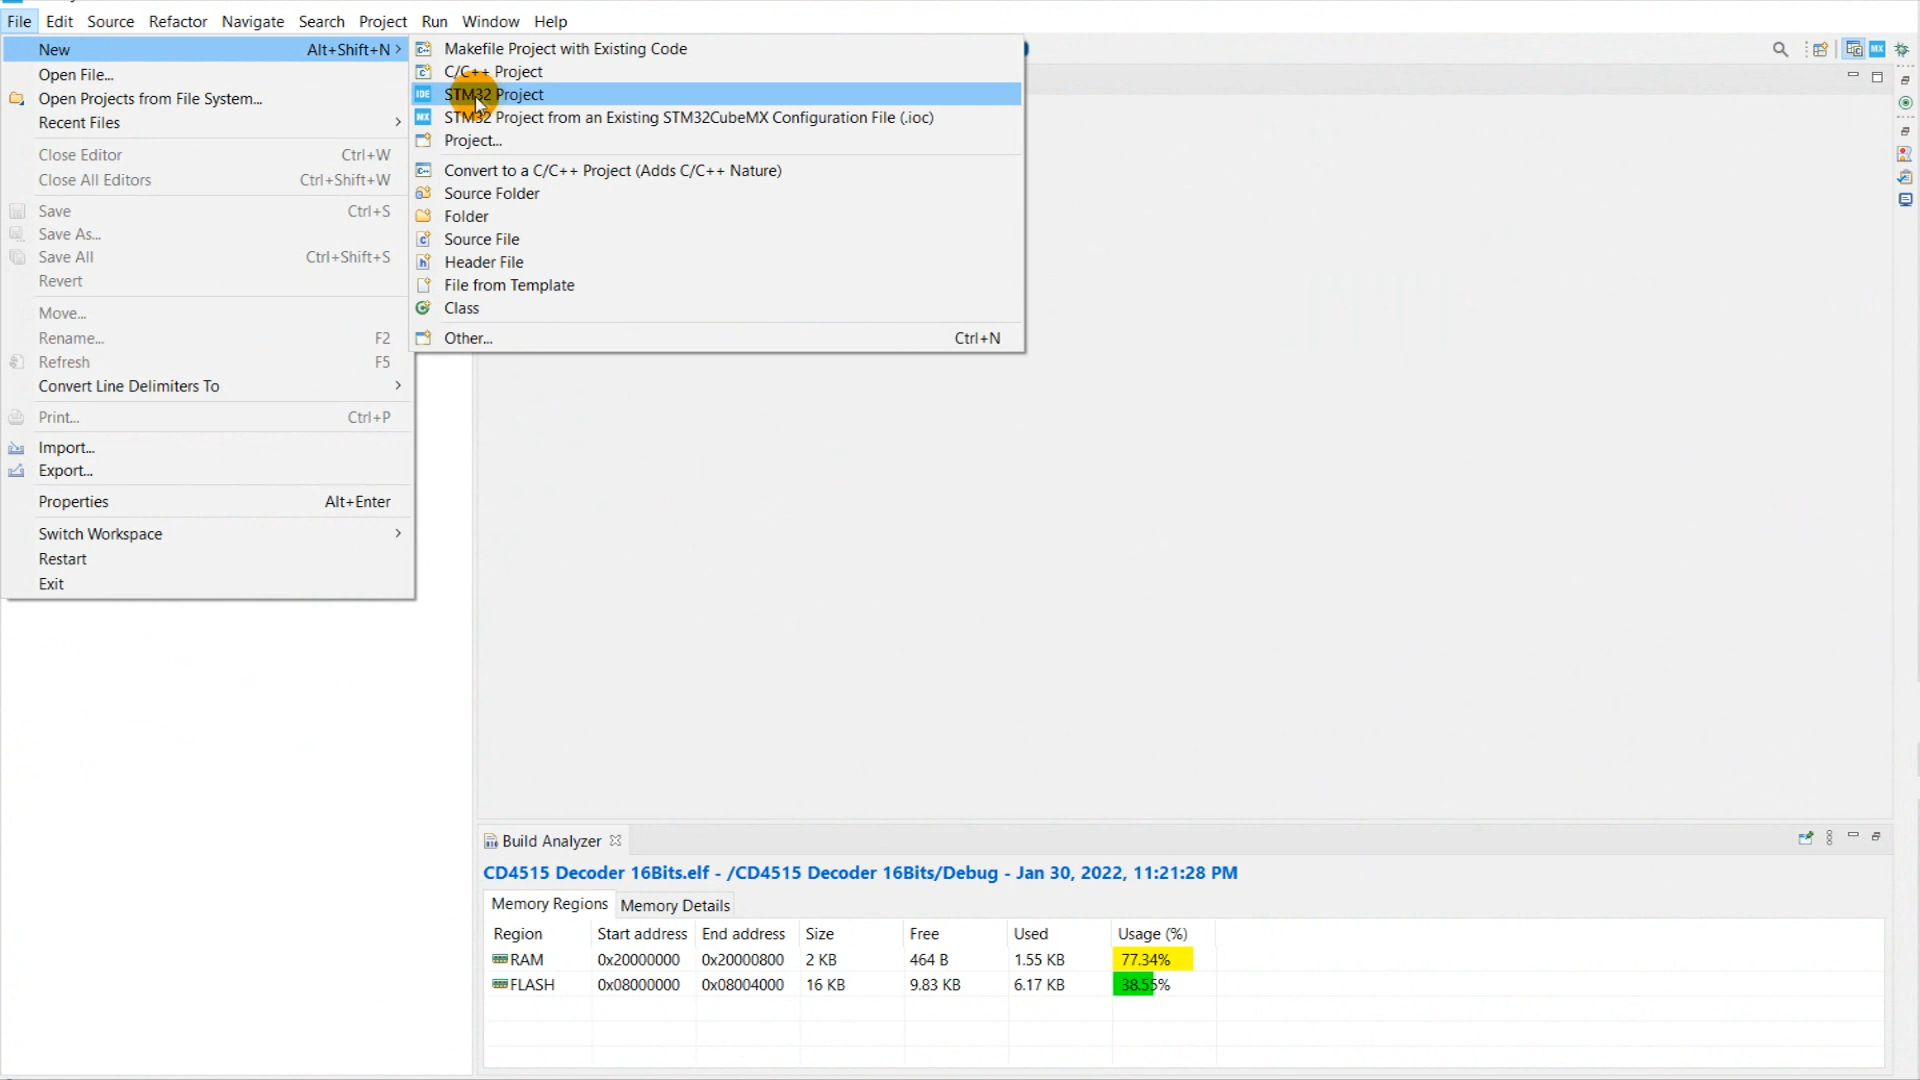 File Edit Source Refactor Navigate Search Project Run Window Help
New Alt+Shift+N
Open File...
Open Projects from File System...
Recent Files
Close Editor Ctrl+W
Close All Editors Ctrl+Shift+W
Save Ctrl+S
Save As...
Save All Ctrl+Shift+S
Revert
Move...
Rename... F2
Refresh F5
Convert Line Delimiters To
Print... Ctrl+P
Import...
Export...
Properties Alt+Enter
Switch Workspace
Restart
Exit
Makefile Project with Existing Code
C/C++ Project
IDE STM32 Project
MX STM32 Project from an Existing STM32CubeMX Configuration File (.ioc)
Project...
Convert to a C/C++ Project (Adds C/C++ Nature)
Source Folder
Folder
Source File
Header File
File from Template
Class
Other... Ctrl+N
MX
Build Analyzer
CD4515 Decoder 16Bits.elf - /CD4515 Decoder 16Bits/Debug - Jan 30, 2022, 11:21:28 PM
Memory Regions Memory Details
Region Start address End address Size Free Used Usage (%)
RAM 0x20000000 0x20000800 2 KB 464 B 1.55 KB 77.34%
FLASH 0x08000000 0x08004000 16 KB 9.83 KB 6.17 KB 38.55%